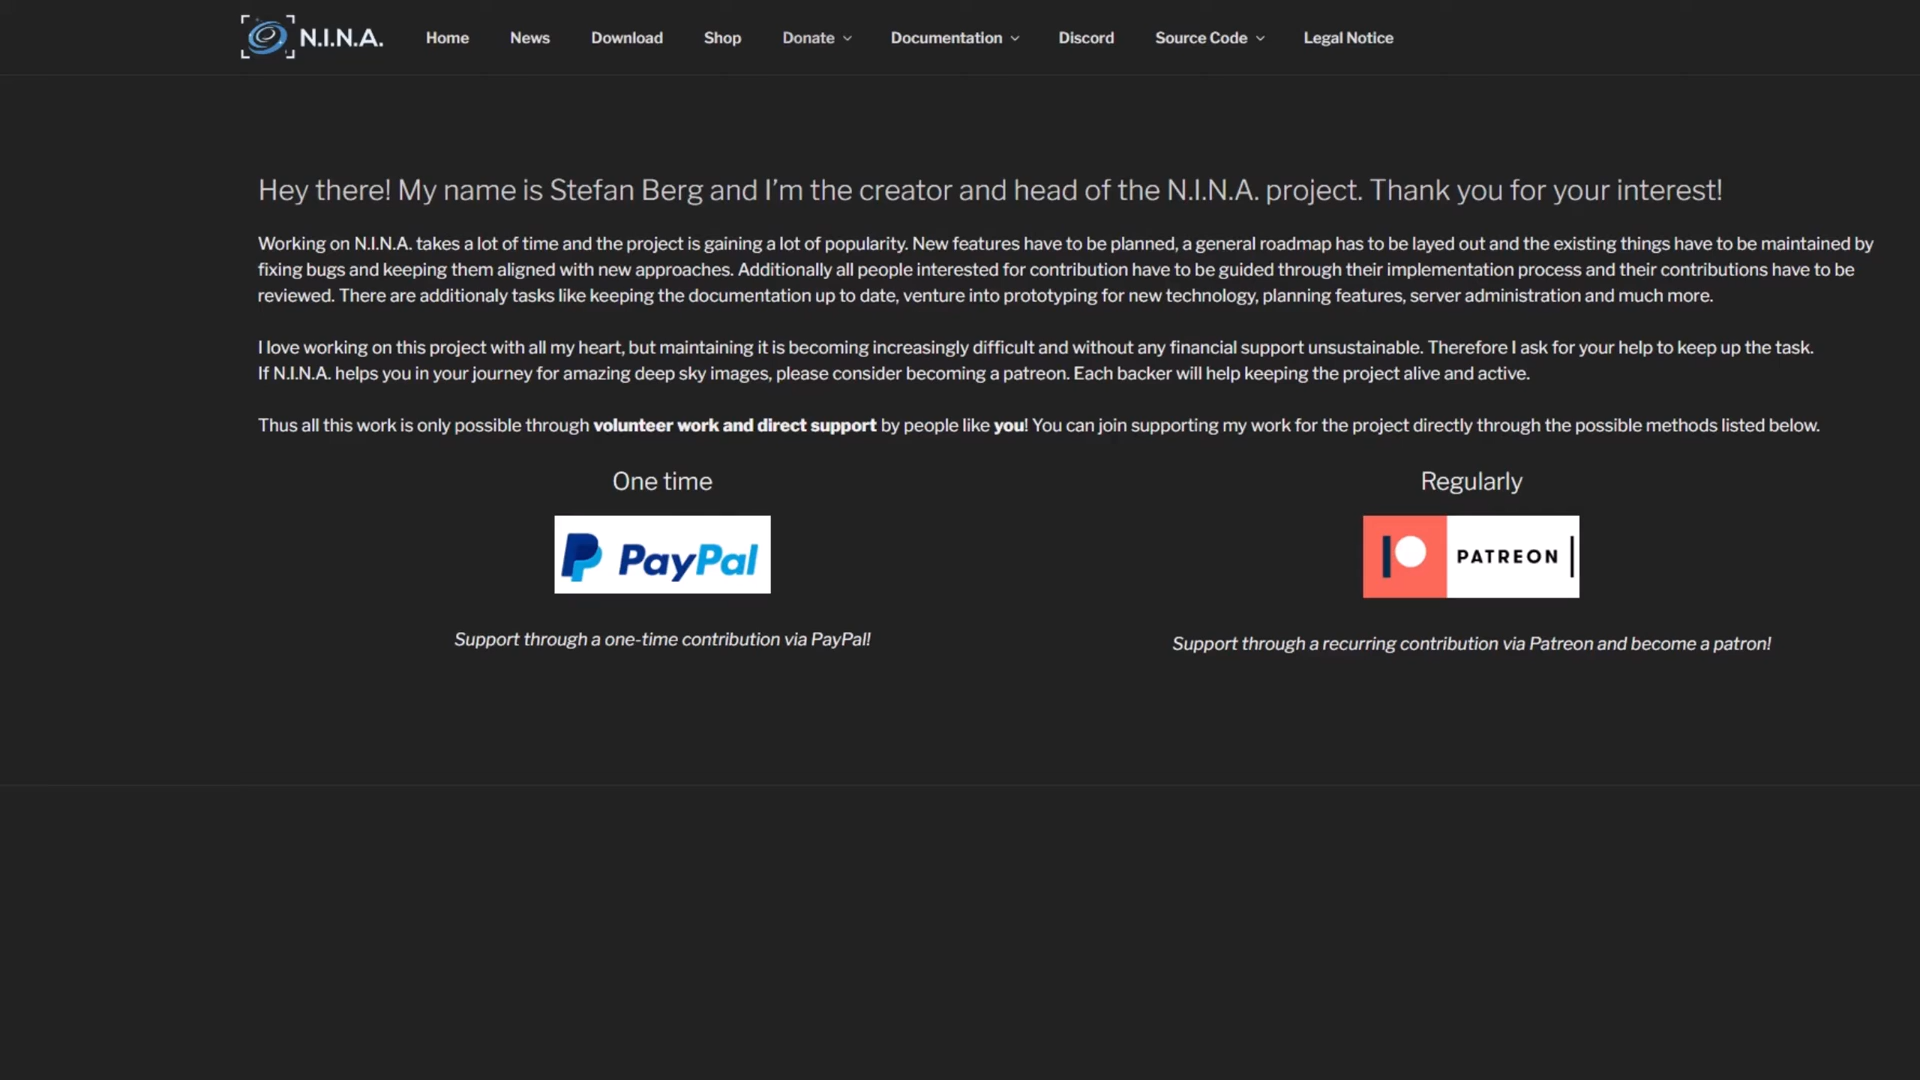 N.I.N.A. Home News Download Shop Donate Documentation Discord Source Code Legal Notice
Hey there! My name is Stefan Berg and I'm the creator and head of the N.I.N.A. project. Thank you for your interest!
Working on N.I.N.A. takes a lot of time and the project is gaining a lot of popularity. New features have to be planned, a general roadmap has to be layed out and the existing things have to be maintained by
fixing bugs and keeping them aligned with new approaches. Additionally all people interested for contribution have to be guided through their implementation process and their contributions have to be
reviewed. There are additionaly tasks like keeping the documentation up to date, venture into prototyping for new technology, planning features, server administration and much more.
I love working on this project with all my heart, but maintaining it is becoming increasingly difficult and without any financial support unsustainable. Therefore I ask for your help to keep up the task.
If N.I.N.A. helps you in your journey for amazing deep sky images, please consider becoming a patreon. Each backer will help keeping the project alive and active.
Thus all this work is only possible through volunteer work and direct support by people like you! You can join supporting my work for the project directly through the possible methods listed below.
One time
PayPal
Support through a one-time contribution via PayPal!
Regularly
PATREON
Support through a recurring contribution via Patreon and become a patron!